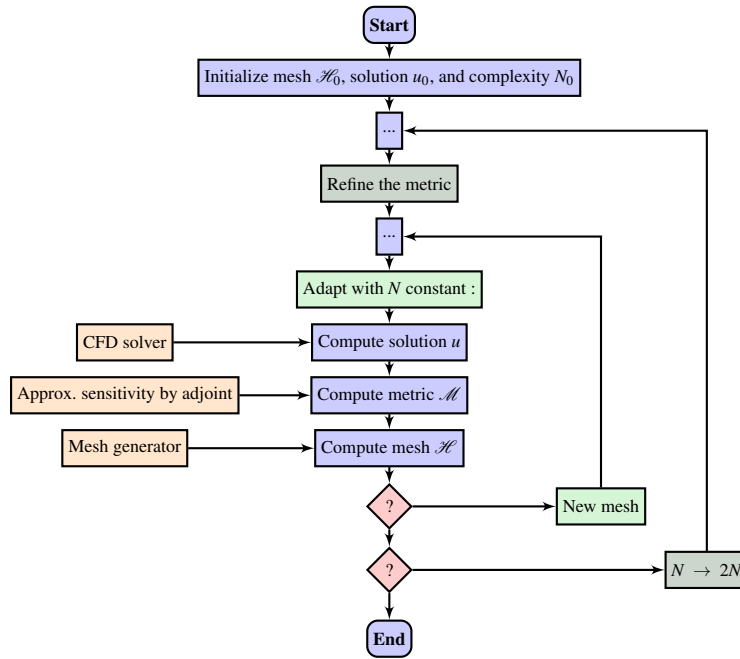 Start
Initialize mesh ℋ₀, solution u₀, and complexity N₀
...
Refine the metric
...
Adapt with N constant :
CFD solver
Compute solution u
Approx. sensitivity by adjoint
Compute metric ℳ
Mesh generator
Compute mesh ℋ
?
New mesh
?
N → 2N
End